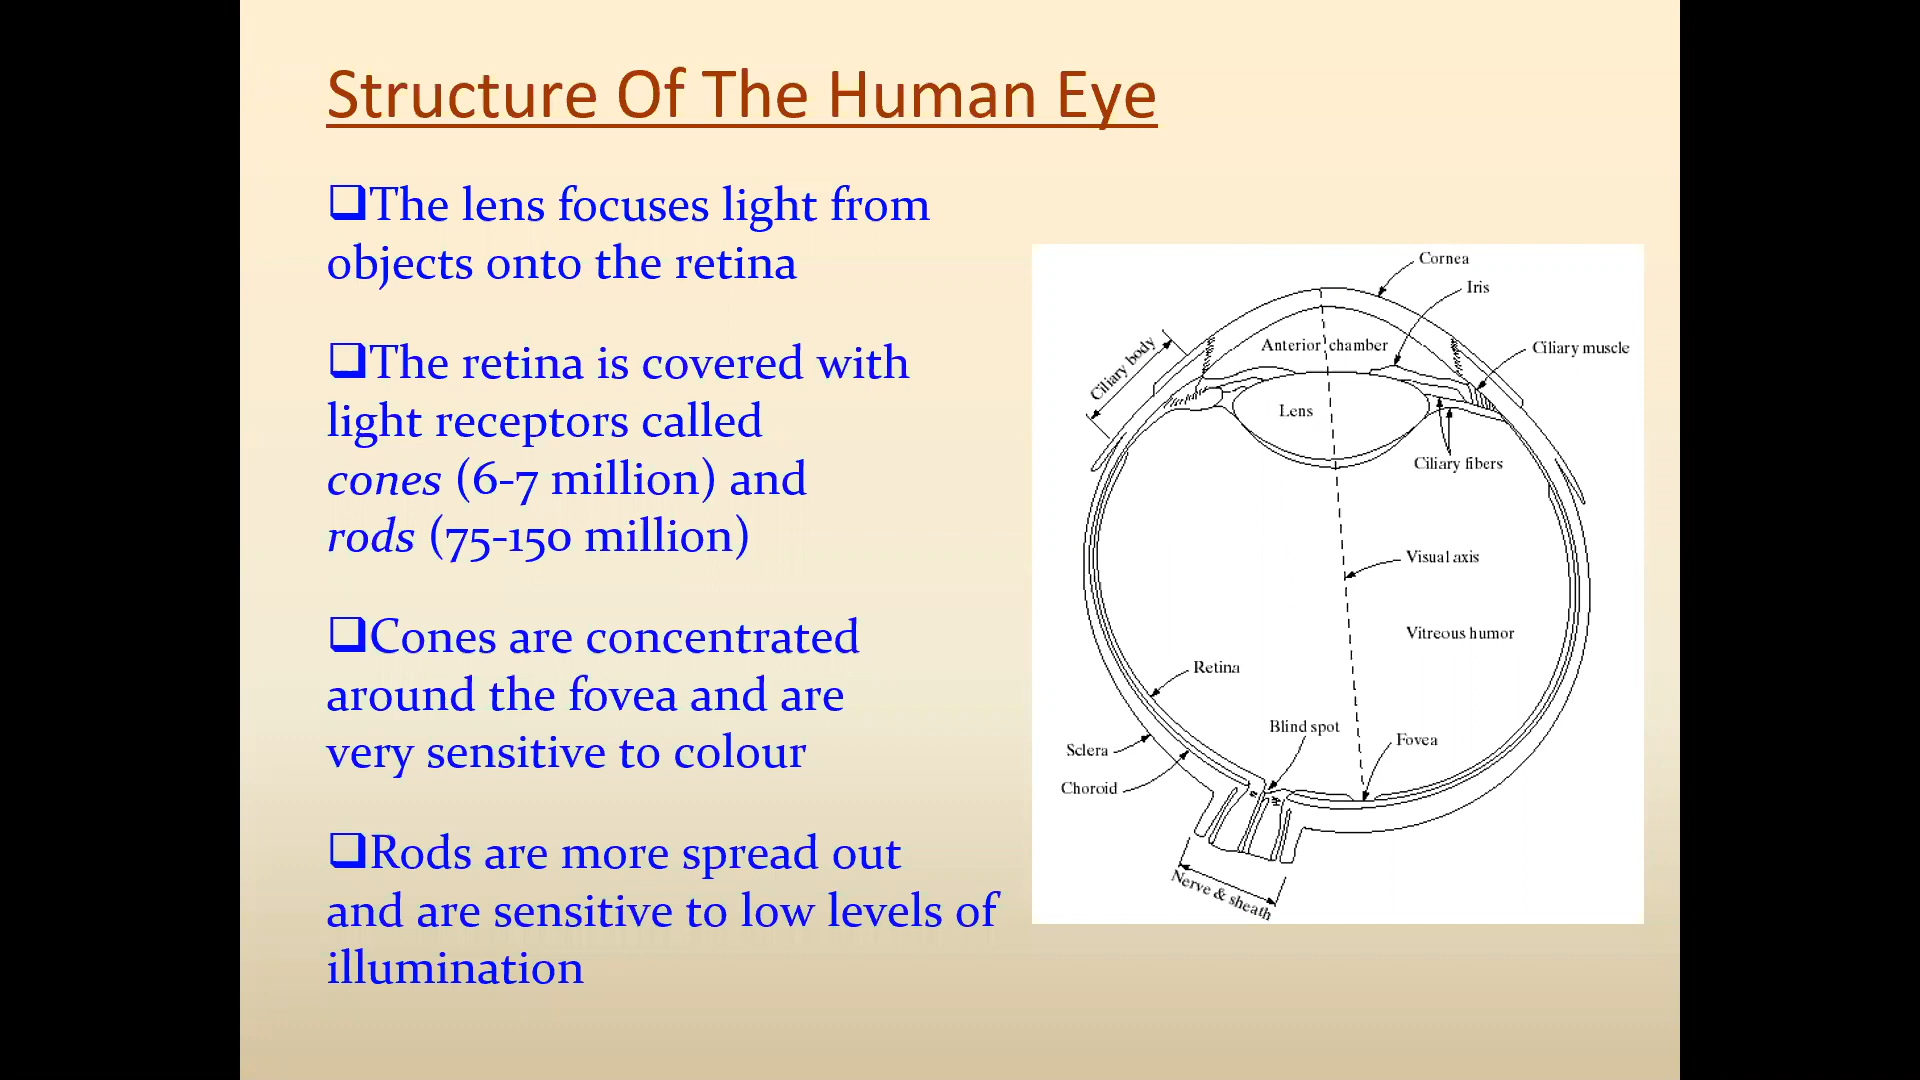 Structure Of The Human Eye
❑The lens focuses light from
objects onto the retina
❑The retina is covered with
light receptors called
cones (6-7 million) and
rods (75-150 million)
❑Cones are concentrated
around the fovea and are
very sensitive to colour
❑Rods are more spread out
and are sensitive to low levels of
illumination
Cornea
Iris
Ciliary muscle
Anterior chamber
Ciliary body
Lens
Ciliary fibers
Visual axis
Vitreous humor
Retina
Blind spot
Fovea
Sclera
Choroid
Nerve & sheath